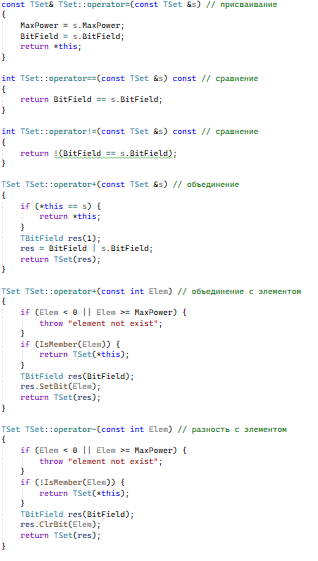 const TSet& TSet::operator=(const TSet &s) // присваивание
{
    MaxPower = s.MaxPower;
    BitField = s.BitField;
    return *this;
}

int TSet::operator==(const TSet &s) const // сравнение
{
    return BitField == s.BitField;
}

int TSet::operator!=(const TSet &s) const // сравнение
{
    return !(BitField == s.BitField);
}

TSet TSet::operator+(const TSet &s) // объединение
{
    if (*this == s) {
        return *this;
    }
    TBitField res(1);
    res = BitField | s.BitField;
    return TSet(res);
}

TSet TSet::operator+(const int Elem) // объединение с элементом
{
    if (Elem < 0 || Elem >= MaxPower) {
        throw "element not exist";
    }
    if (IsMember(Elem)) {
        return TSet(*this);
    }
    TBitField res(BitField);
    res.SetBit(Elem);
    return TSet(res);
}

TSet TSet::operator-(const int Elem) // разность с элементом
{
    if (Elem < 0 || Elem >= MaxPower) {
        throw "element not exist";
    }
    if (!IsMember(Elem)) {
        return TSet(*this);
    }
    TBitField res(BitField);
    res.ClrBit(Elem);
    return TSet(res);
}